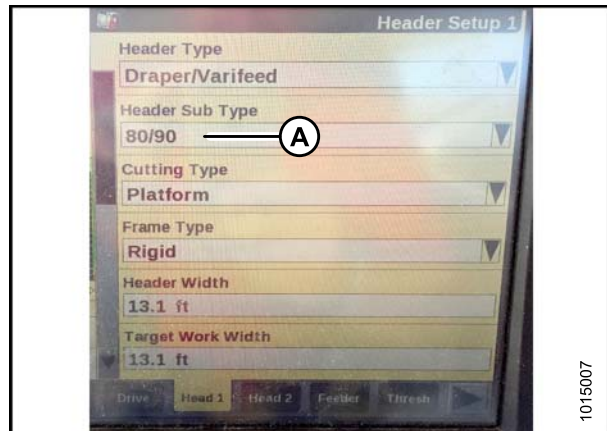 Header Setup 1
Header Type
Draper/Varifeed
Header Sub Type
80/90
A
Cutting Type
Platform
Frame Type
Rigid
Header Width
13.1 ft
Target Work Width
13.1 ft
Drive Head 1 Head 2 Feeder Thresh
1015007